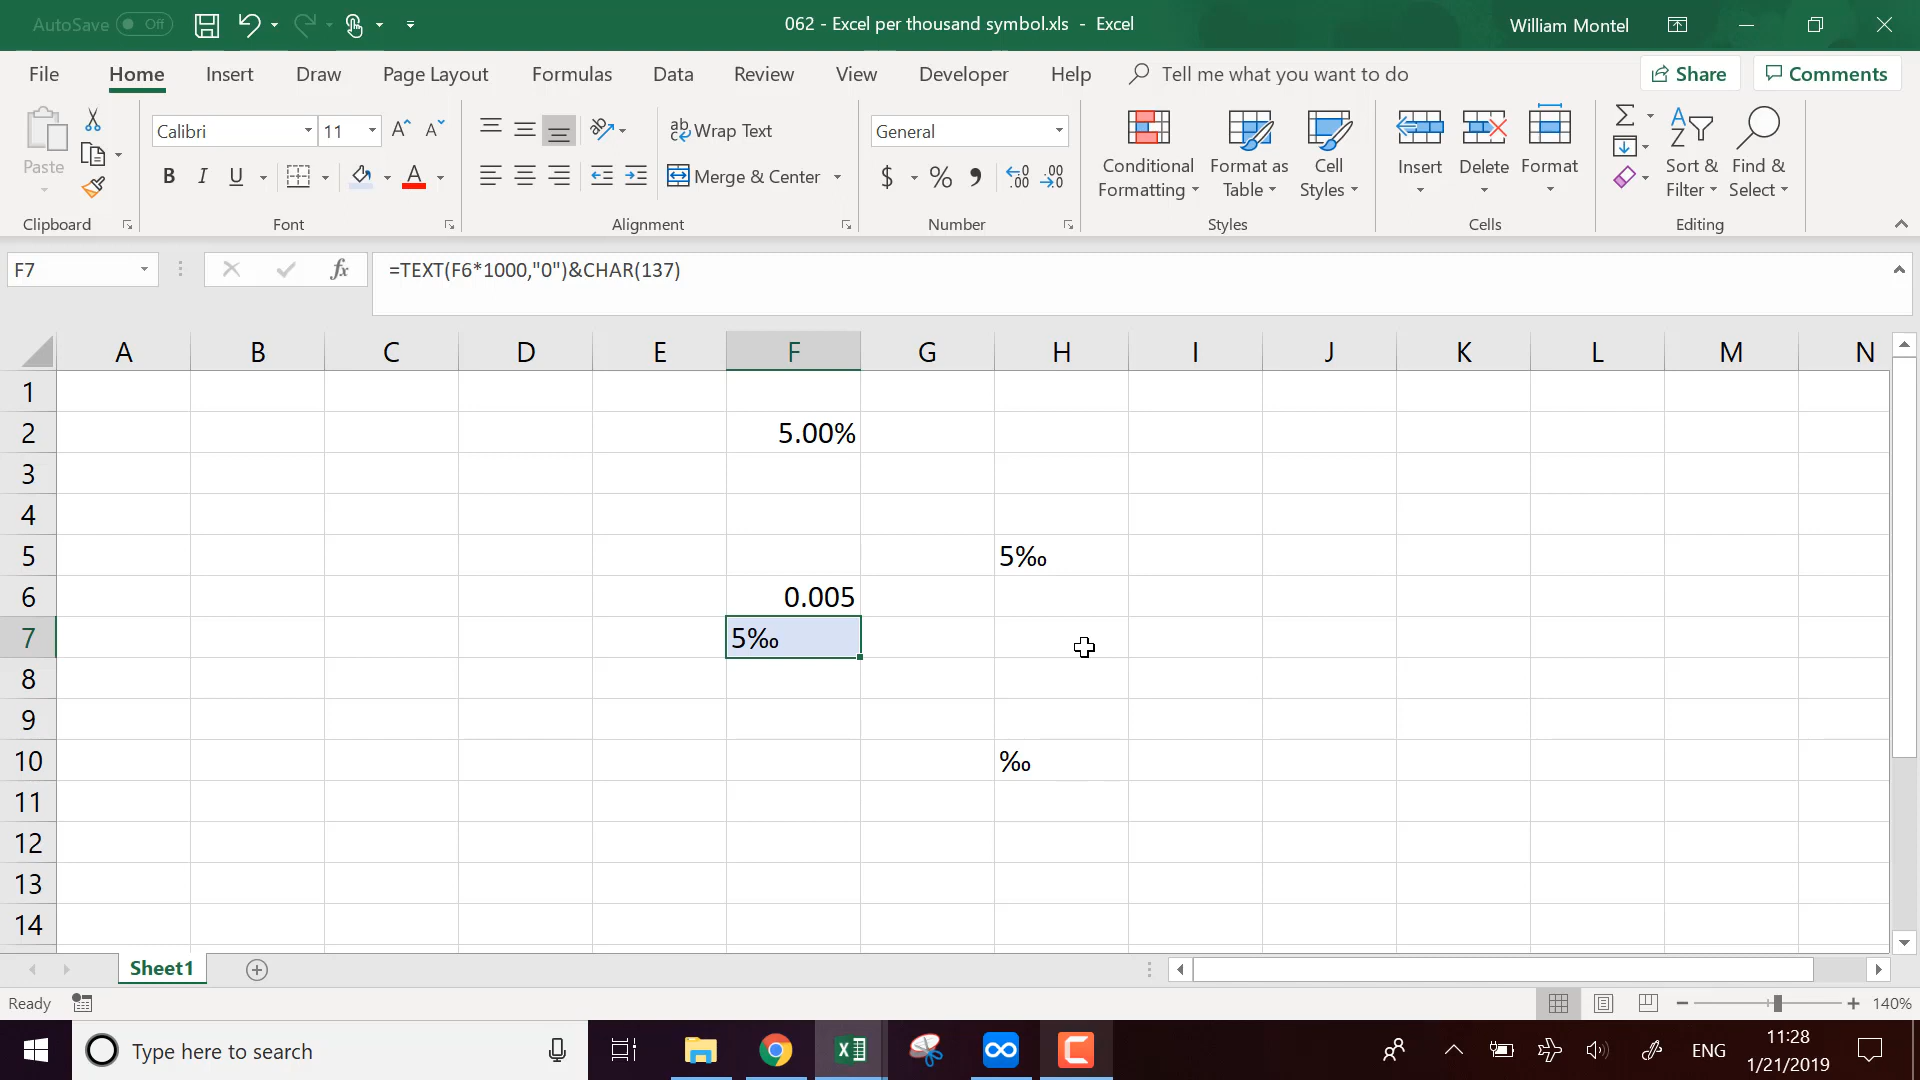 AutoSave Off
062 - Excel per thousand symbol.xls - Excel
William Montel
File Home Insert Draw Page Layout Formulas Data Review View Developer Help Tell me what you want to do Share Comments
Paste
Clipboard
Calibri 11
B I U A
Font
Wrap Text
Merge & Center
Alignment
General
$ % ,
Number
Conditional Formatting
Format as Table
Cell Styles
Styles
Insert Delete Format
Cells
Sort & Filter
Find & Select
Editing
F7 fx =TEXT(F6*1000,"0")&CHAR(137)
A B C D E F G H I J K L M N
1
2 5.00%
3
4
5 5‰
6 0.005
7 5‰
8
9
10 ‰
11
12
13
14
Sheet1
Ready 140%
Type here to search
ENG
11:28
1/21/2019